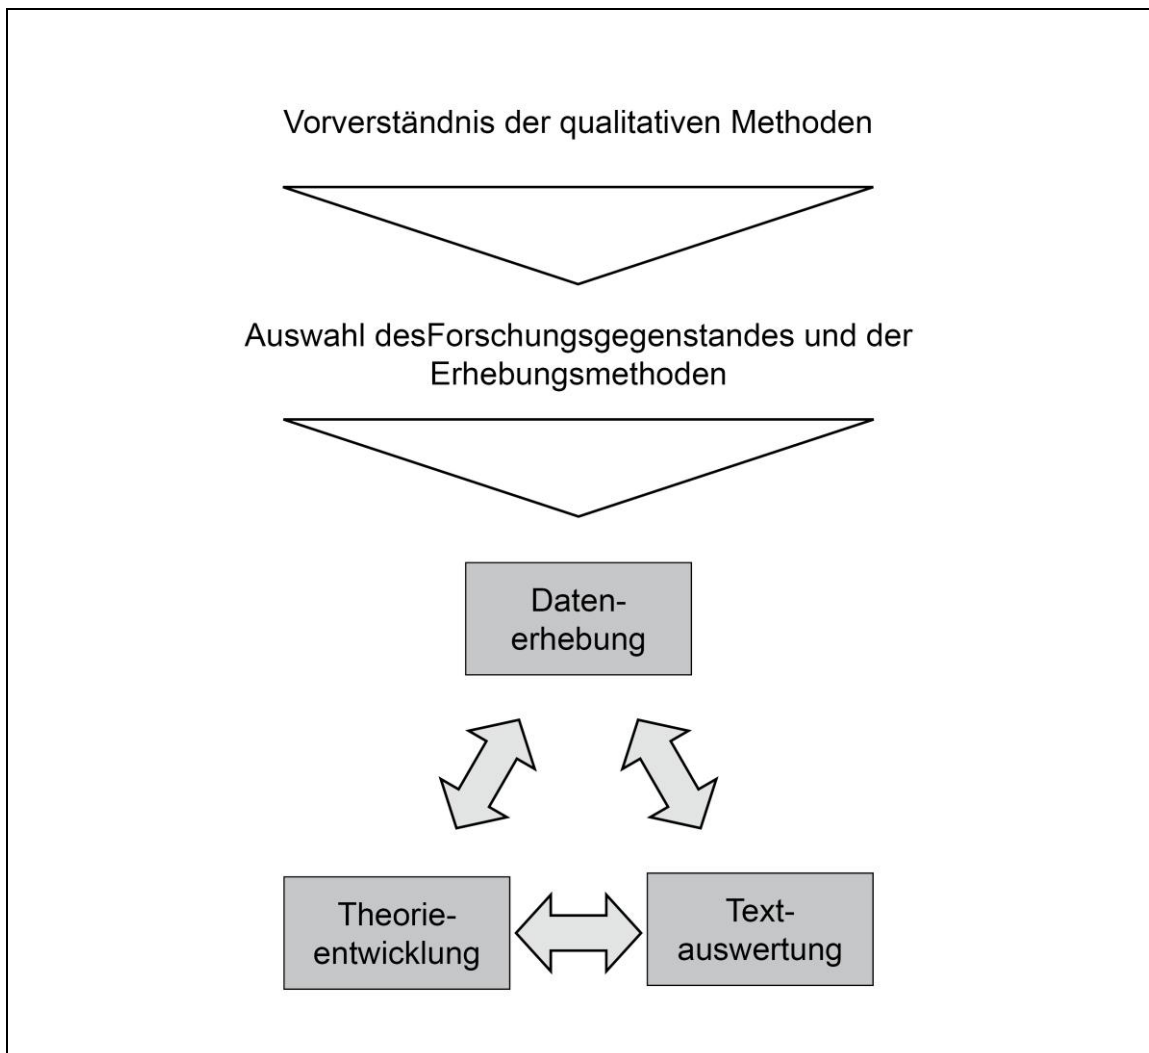 Vorverständnis der qualitativen Methoden
Auswahl desForschungsgegenstandes und der
Erhebungsmethoden
Daten-
erhebung
Theorie-
entwicklung
Text-
auswertung